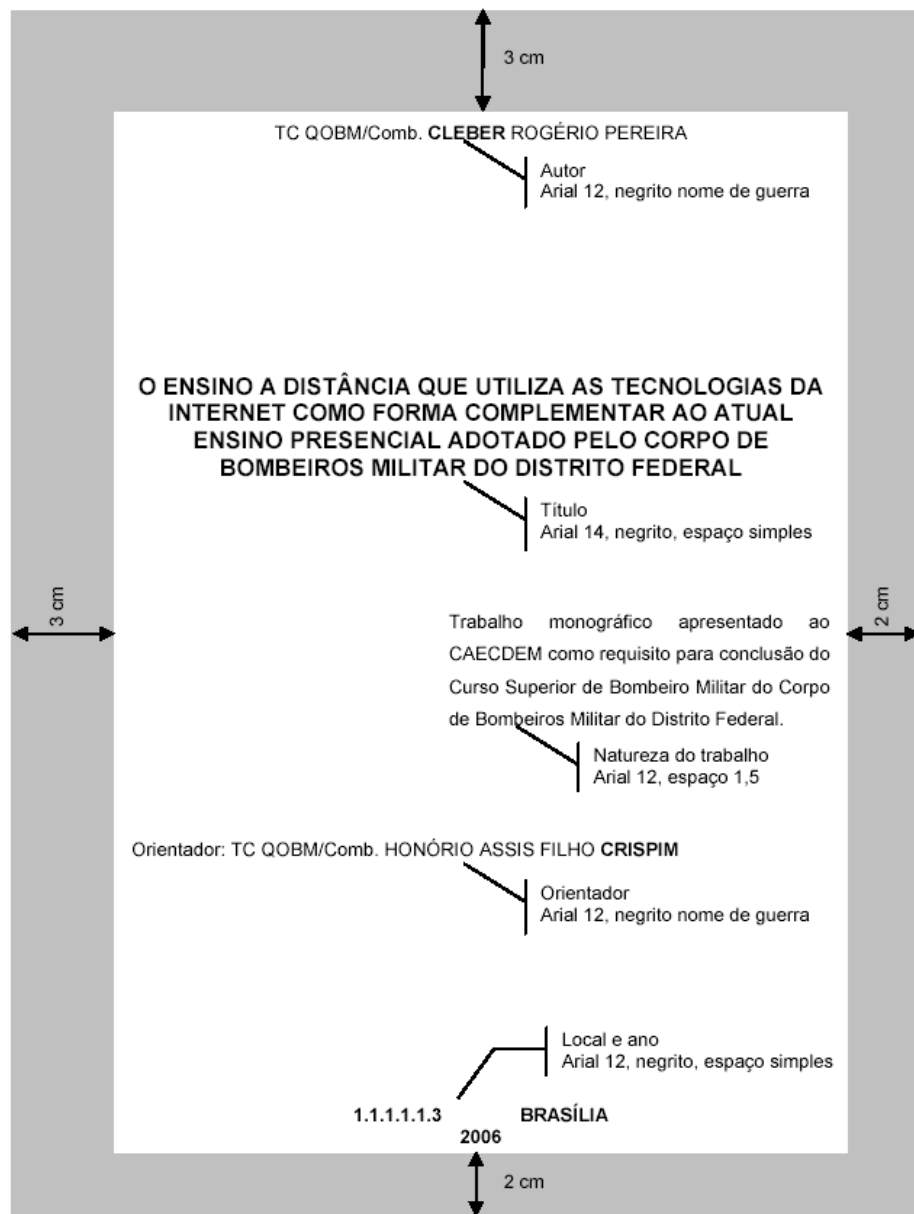 3 cm
TC QOBM/Comb. CLEBER ROGÉRIO PEREIRA
Autor
Arial 12, negrito nome de guerra
O ENSINO A DISTÂNCIA QUE UTILIZA AS TECNOLOGIAS DA
INTERNET COMO FORMA COMPLEMENTAR AO ATUAL
ENSINO PRESENCIAL ADOTADO PELO CORPO DE
BOMBEIROS MILITAR DO DISTRITO FEDERAL
Título
Arial 14, negrito, espaço simples
3 cm
2 cm
Trabalho monográfico apresentado ao
CAECDEM como requisito para conclusão do
Curso Superior de Bombeiro Militar do Corpo
de Bombeiros Militar do Distrito Federal.
Natureza do trabalho
Arial 12, espaço 1,5
Orientador: TC QOBM/Comb. HONÓRIO ASSIS FILHO CRISPIM
Orientador
Arial 12, negrito nome de guerra
Local e ano
Arial 12, negrito, espaço simples
1.1.1.1.1.3 BRASÍLIA
2006
2 cm